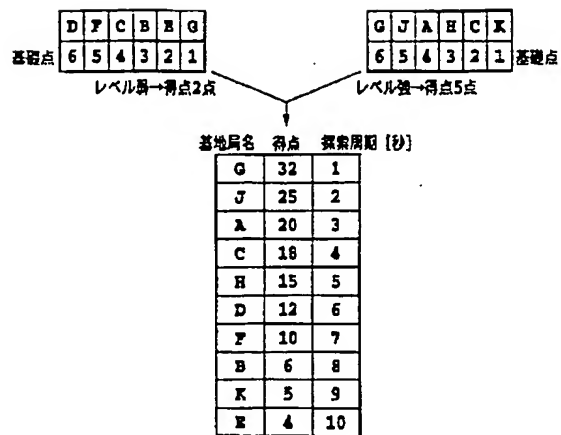 D F C B E G
基礎点 6 5 4 3 2 1
レベル弱→得点2点
G J A H C K
6 5 4 3 2 1 基礎点
レベル強→得点5点
基地局名 得点 探索周期 [秒]
G 32 1
J 25 2
A 20 3
C 18 4
H 15 5
D 12 6
F 10 7
B 6 8
K 5 9
E 4 10